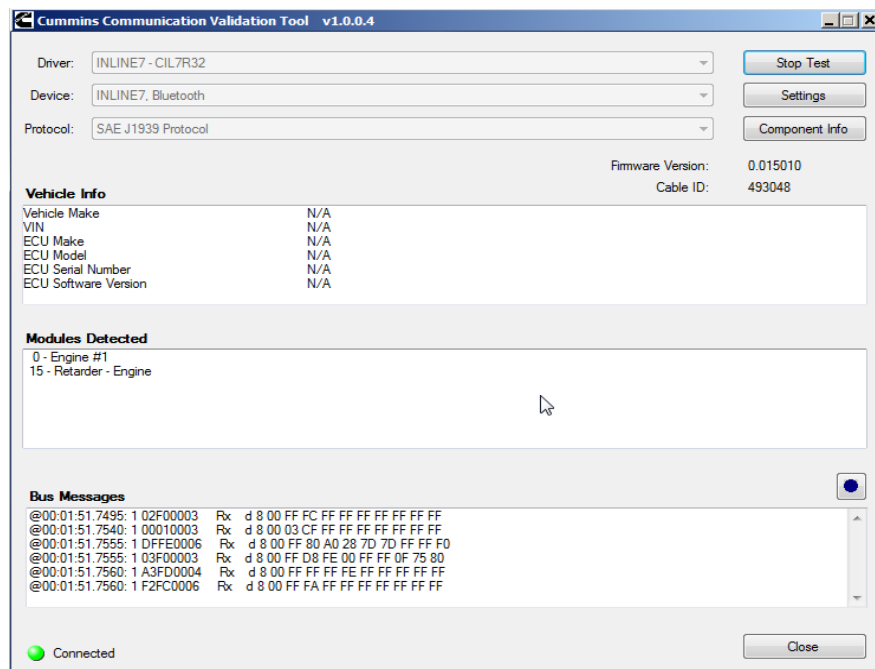 Cummins Communication Validation Tool v1.0.0.4
Driver: INLINE7 - CIL7R32 Stop Test
Device: INLINE7, Bluetooth Settings
Protocol: SAE J1939 Protocol Component Info
Firmware Version: 0.015010
Cable ID: 493048
Vehicle Info
Vehicle Make N/A
VIN N/A
ECU Make N/A
ECU Model N/A
ECU Serial Number N/A
ECU Software Version N/A
Modules Detected
0 - Engine #1
15 - Retarder - Engine
Bus Messages
@00:01:51.7495: 1 02F00003 Rx d 8 00 FF FC FF FF FF FF FF FF FF
@00:01:51.7540: 1 00010003 Rx d 8 00 03 CF FF FF FF FF FF FF FF
@00:01:51.7555: 1 DFFE0006 Rx d 8 00 FF 80 A0 28 7D 7D FF FF F0
@00:01:51.7555: 1 03F00003 Rx d 8 00 FF D8 FE 00 FF FF 0F 75 80
@00:01:51.7560: 1 A3FD0004 Rx d 8 00 FF FF FF FE FF FF FF FF FF
@00:01:51.7560: 1 F2FC0006 Rx d 8 00 FF FA FF FF FF FF FF FF FF
Connected Close